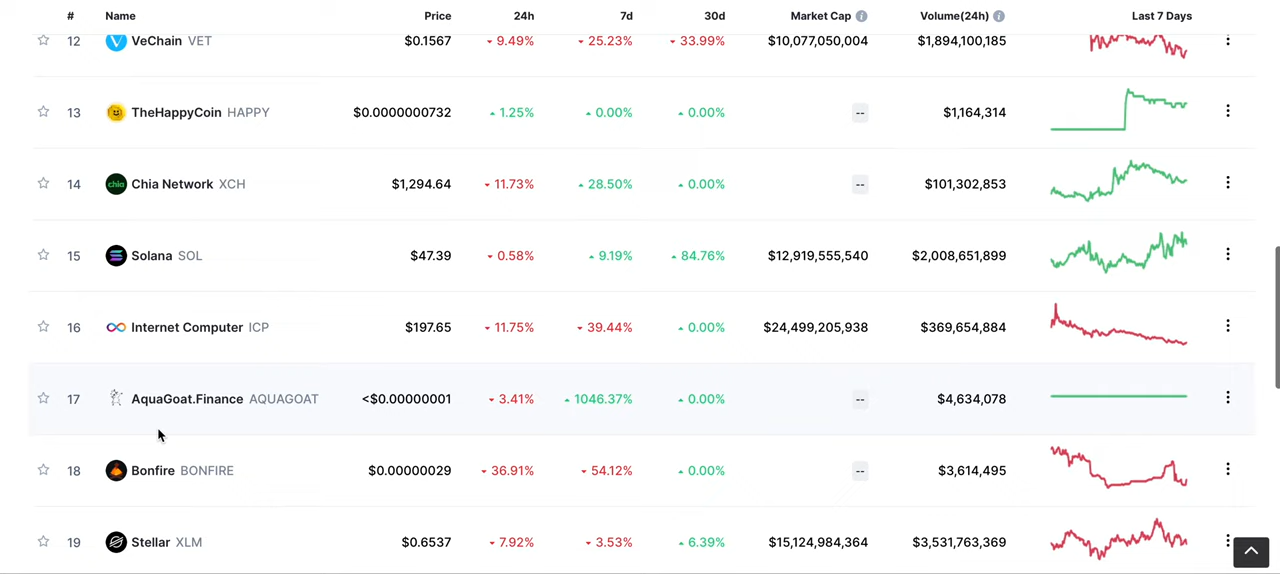 # Name Price 24h 7d 30d Market Cap Volume(24h) Last 7 Days
12 VeChain VET $0.1567 9.49% 25.23% 33.99% $10,077,050,004 $1,894,100,185
13 TheHappyCoin HAPPY $0.0000000732 1.25% 0.00% 0.00% -- $1,164,314
14 chia Chia Network XCH $1,294.64 11.73% 28.50% 0.00% -- $101,302,853
15 Solana SOL $47.39 0.58% 9.19% 84.76% $12,919,555,540 $2,008,651,899
16 Internet Computer ICP $197.65 11.75% 39.44% 0.00% $24,499,205,938 $369,654,884
17 AquaGoat.Finance AQUAGOAT <$0.00000001 3.41% 1046.37% 0.00% -- $4,634,078
18 Bonfire BONFIRE $0.00000029 36.91% 54.12% 0.00% -- $3,614,495
19 Stellar XLM $0.6537 7.92% 3.53% 6.39% $15,124,984,364 $3,531,763,369